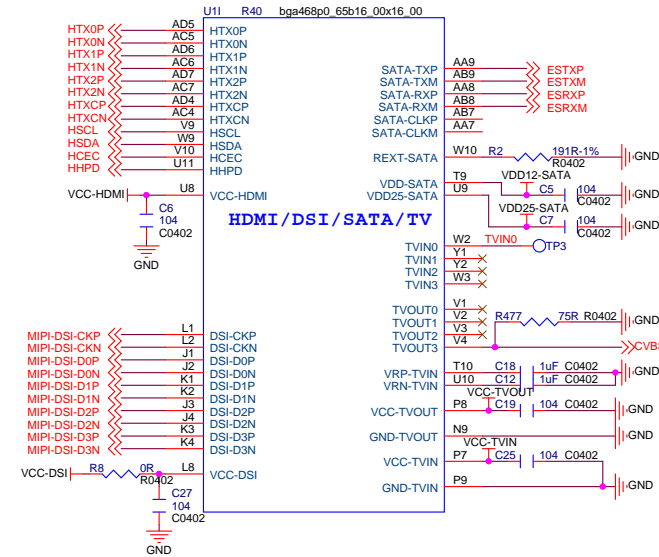 U1I R40 bga468p0_65b16_00x16_00
HTX0P AD5 HTX0P
HTX0N AC5 HTX0N
HTX1P AD6 HTX1P
HTX1N AC6 HTX1N
HTX2P AD7 HTX2P
HTX2N AC7 HTX2N
HTXCP AD4 HTXCP
HTXCN AC4 HTXCN
HSCL V9 HSCL
HSDA W9 HSDA
HCEC V10 HCEC
HHPD U11 HHPD
VCC-HDMI U8 VCC-HDMI
C6
104
C0402
GND
HDMI/DSI/SATA/TV
SATA-TXP AA9 ESTXP
SATA-TXM AB9 ESTXM
SATA-RXP AA8 ESRXP
SATA-RXM AB8 ESRXM
SATA-CLKP AB7
SATA-CLKM AA7
REXT-SATA W10 R2 191R-1% GND
R0402
VDD12-SATA
VDD-SATA T9 C5 104 GND
C0402
VDD25-SATA U9
VDD25-SATA
C7 104 GND
C0402
TVIN0 W2 TVIN0 TP3
TVIN1 Y1
TVIN2 Y2
TVIN3 W3
TVOUT0 V1
TVOUT1 V2
TVOUT2 V3
TVOUT3 V4
R477 75R R0402 GND
VRP-TVIN T10 C18 1uF C0402 GND
VRN-TVIN U10 C12 1uF C0402
VCC-TVOUT
VCC-TVOUT P8 C19 104 C0402 GND
GND-TVOUT N9 GND
VCC-TVIN
VCC-TVIN P7 C25 104 C0402
GND-TVIN P9 GND
MIPI-DSI-CKP L1 DSI-CKP
MIPI-DSI-CKN L2 DSI-CKN
MIPI-DSI-D0P J1 DSI-D0P
MIPI-DSI-D0N J2 DSI-D0N
MIPI-DSI-D1P K1 DSI-D1P
MIPI-DSI-D1N K2 DSI-D1N
MIPI-DSI-D2P J3 DSI-D2P
MIPI-DSI-D2N J4 DSI-D2N
MIPI-DSI-D3P K3 DSI-D3P
MIPI-DSI-D3N K4 DSI-D3N
VCC-DSI R8 0R L8 VCC-DSI
R0402
C27
104
C0402
GND